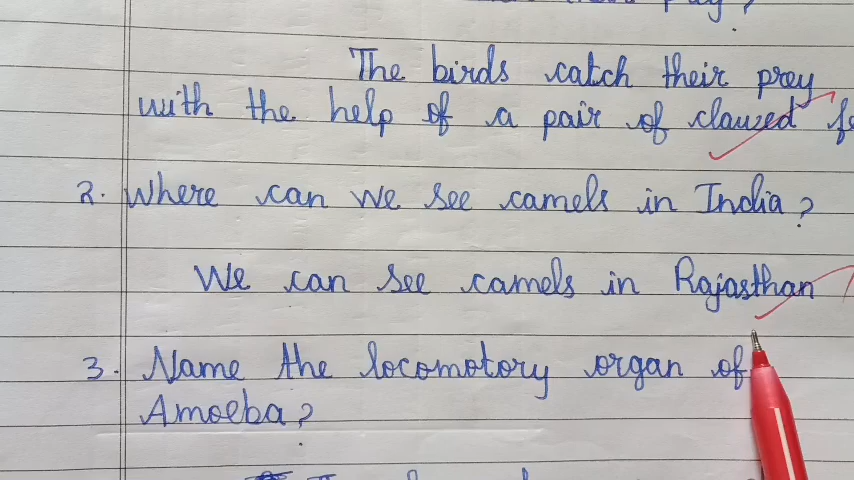 The birds catch their prey
with the help of a pair of clawed
2. Where can we see camels in India?
We can see camels in Rajasthan
3. Name the locomotory organ of
Amoeba?